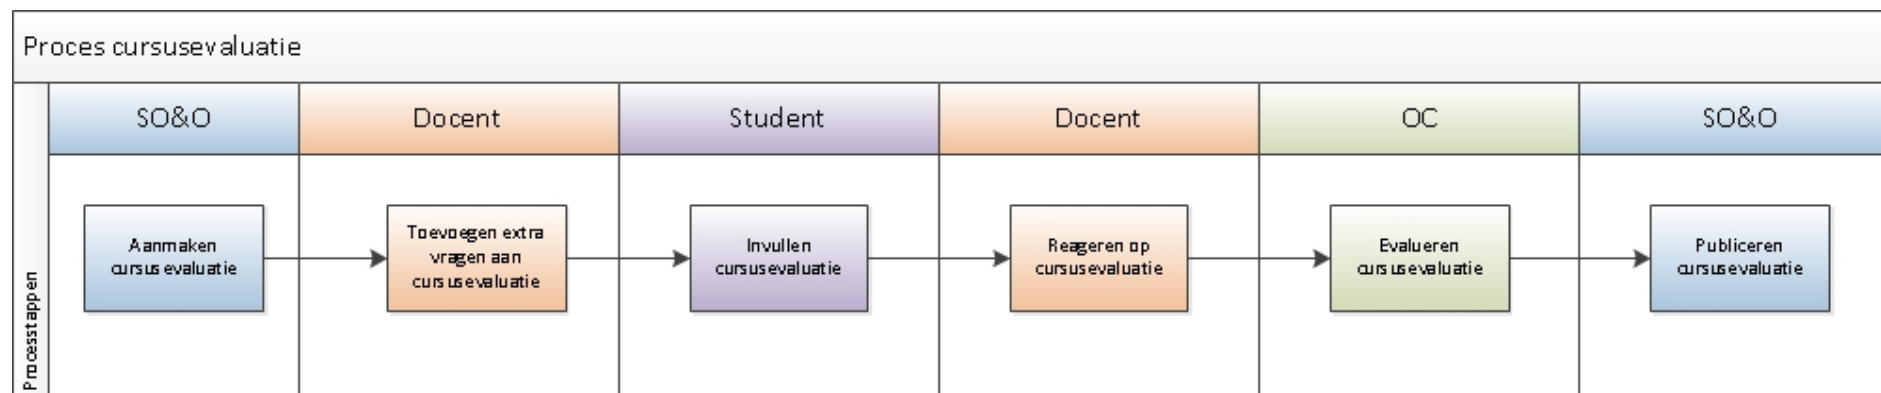 Proces cursusevaluatie
SO&O
Docent
Student
Docent
OC
SO&O
Processtappen
Aanmaken
cursusevaluatie
Toevoegen extra
vragen aan
cursusevaluatie
Invullen
cursusevaluatie
Reageren op
cursusevaluatie
Evalueren
cursusevaluatie
Publiceren
cursusevaluatie